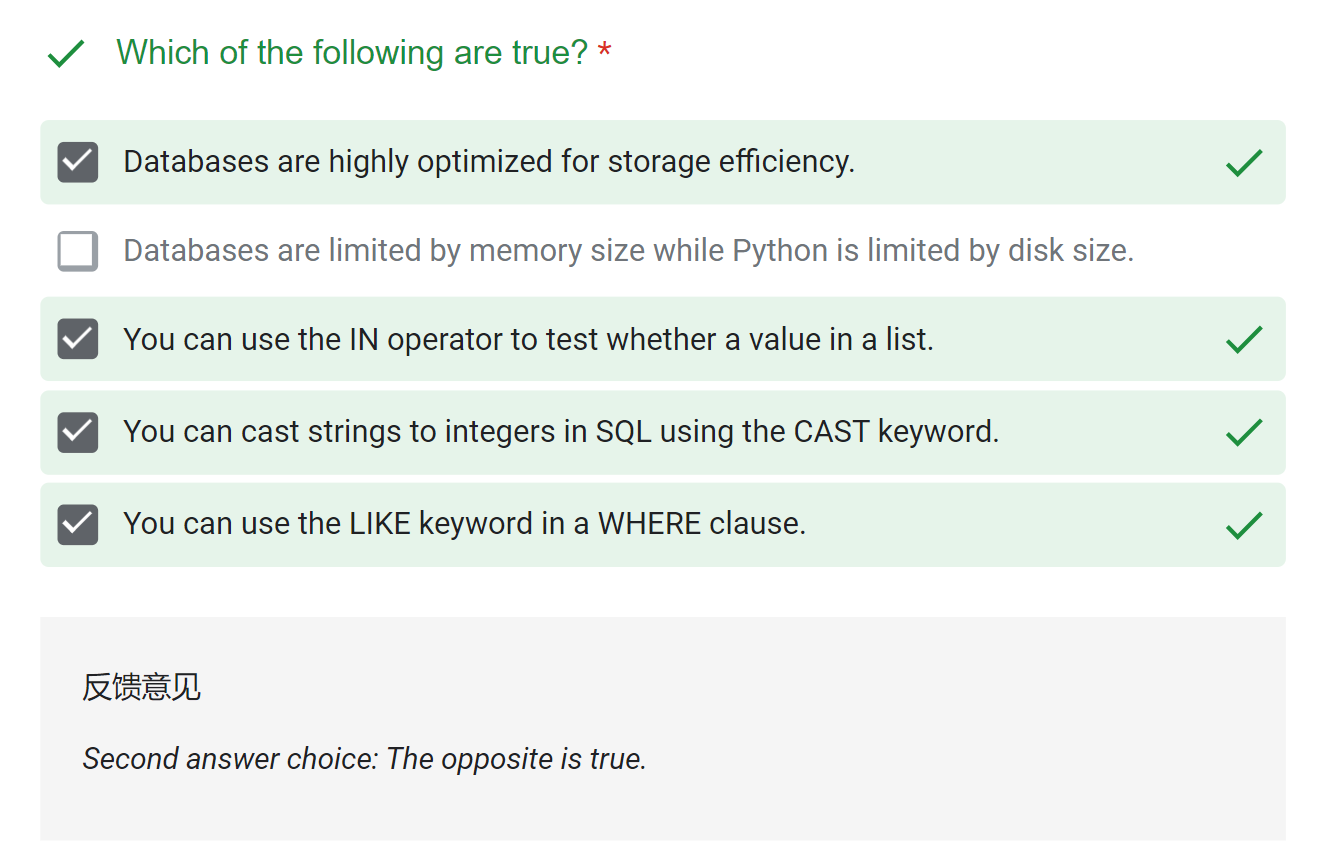 Which of the following are true? *
Databases are highly optimized for storage efficiency.
Databases are limited by memory size while Python is limited by disk size.
You can use the IN operator to test whether a value in a list.
You can cast strings to integers in SQL using the CAST keyword.
You can use the LIKE keyword in a WHERE clause.
反馈意见
Second answer choice: The opposite is true.